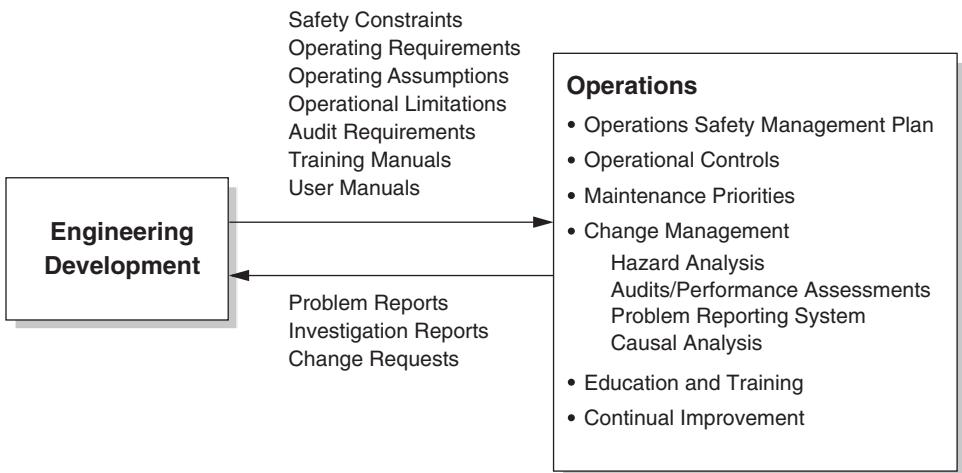 Safety Constraints
Operating Requirements
Operating Assumptions
Operational Limitations
Audit Requirements
Training Manuals
User Manuals
Engineering
Development
Problem Reports
Investigation Reports
Change Requests
Operations
• Operations Safety Management Plan
• Operational Controls
• Maintenance Priorities
• Change Management
Hazard Analysis
Audits/Performance Assessments
Problem Reporting System
Causal Analysis
• Education and Training
• Continual Improvement